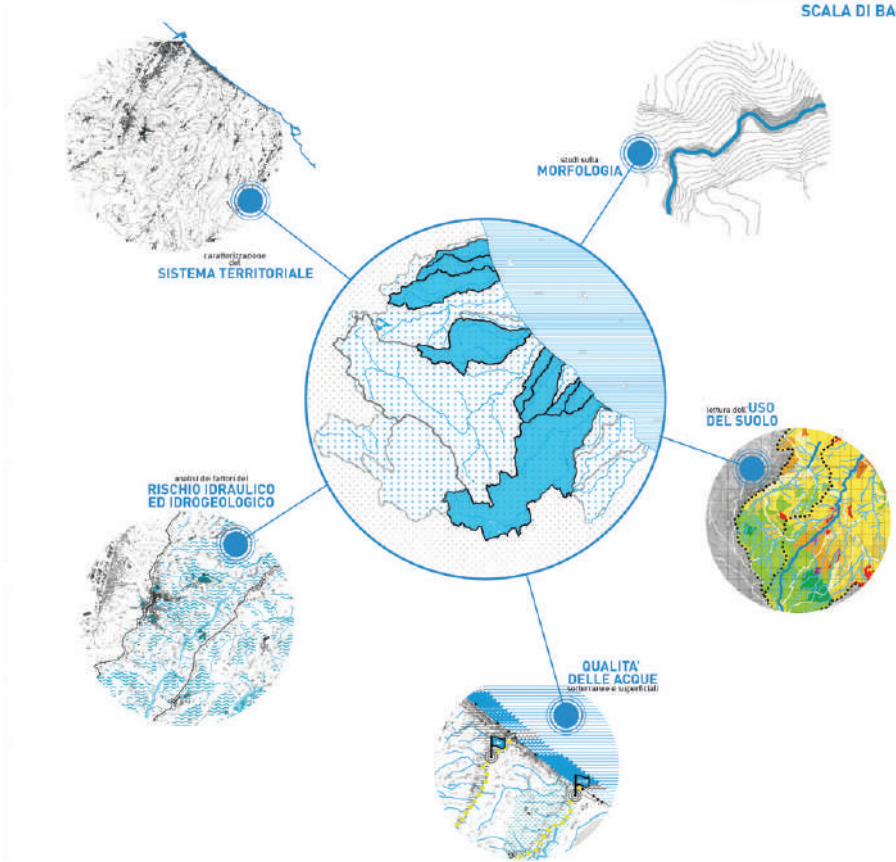 SCALA DI BA
studi sulla
MORFOLOGIA
caratterizzazione
del
SISTEMA TERRITORIALE
lettura dell'USO
DEL SUOLO
analisi dei fattori del
RISCHIO IDRAULICO
ED IDROGEOLOGICO
QUALITA'
DELLE ACQUE
sotterranee e superficiali